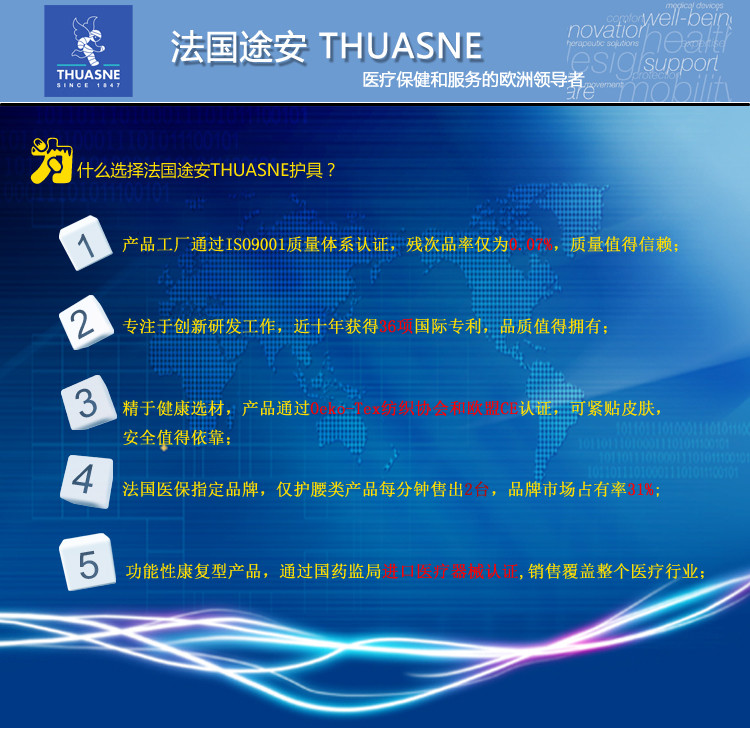 THUASNE
SINCE 1847
法国途安 THUASNE
医疗保健和服务的欧洲领导者
medical devices
comfort
well-being
novation
health
therapeutic solutions
design
support
protection
movement
care
mobility
为什么选择法国途安THUASNE护具？
1 产品工厂通过ISO9001质量体系认证，残次品率仅为0.07%，质量值得信赖；
2 专注于创新研发工作，近十年获得36项国际专利，品质值得拥有；
3 精于健康选材，产品通过Oeko-Tex纺织协会和欧盟CE认证，可紧贴皮肤，
安全值得依靠；
4 法国医保指定品牌，仅护腰类产品每分钟售出2台，品牌市场占有率31%；
5 功能性康复型产品，通过国药监局进口医疗器械认证,销售覆盖整个医疗行业；